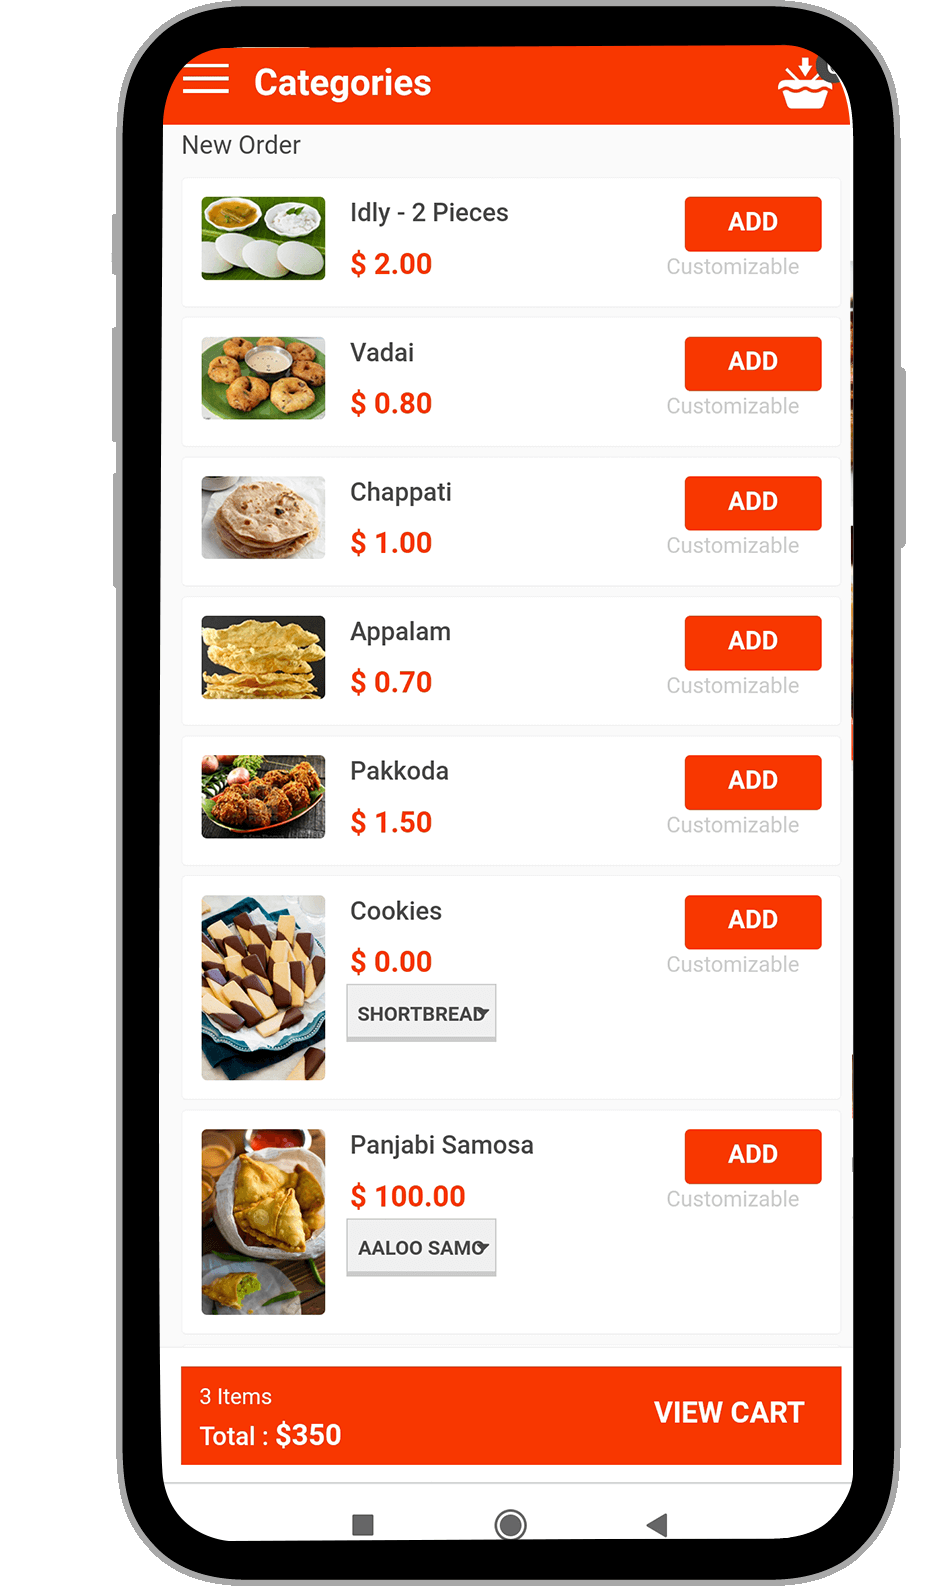 Categories
New Order
Idly - 2 Pieces
ADD
$ 2.00
Customizable
Vadai
ADD
$ 0.80
Customizable
Chappati
ADD
$ 1.00
Customizable
Appalam
ADD
$ 0.70
Customizable
Pakkoda
ADD
$ 1.50
Customizable
Cookies
ADD
$ 0.00
Customizable
SHORTBREAD
Panjabi Samosa
ADD
$ 100.00
Customizable
AALOO SAMO
3 Items
Total : $350
VIEW CART